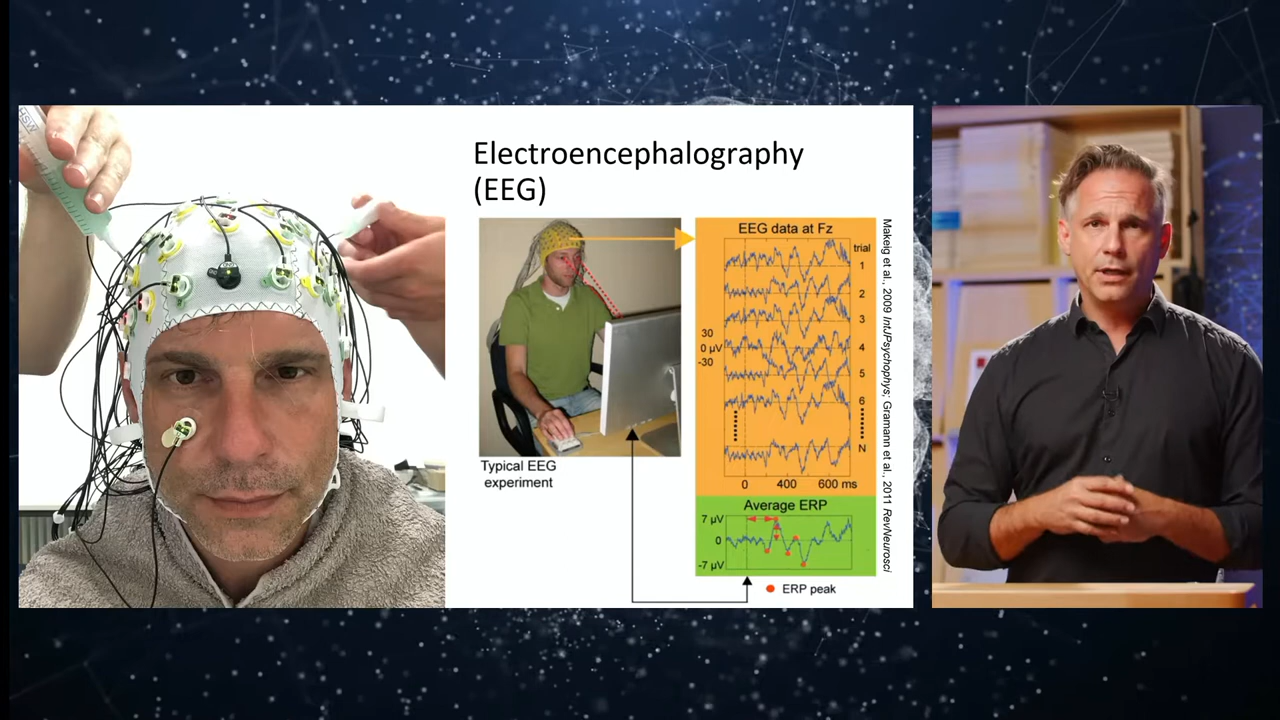 Electroencephalography
(EEG)
EEG data at Fz
trial
1
2
3
30
0 µV
-30
4
5
6
N
0 400 600 ms
Typical EEG
experiment
Average ERP
7 µV
0
-7 µV
ERP peak
Makeig et al., 2009 IntJPsychophys; Gramann et al., 2011 RevNeurosci